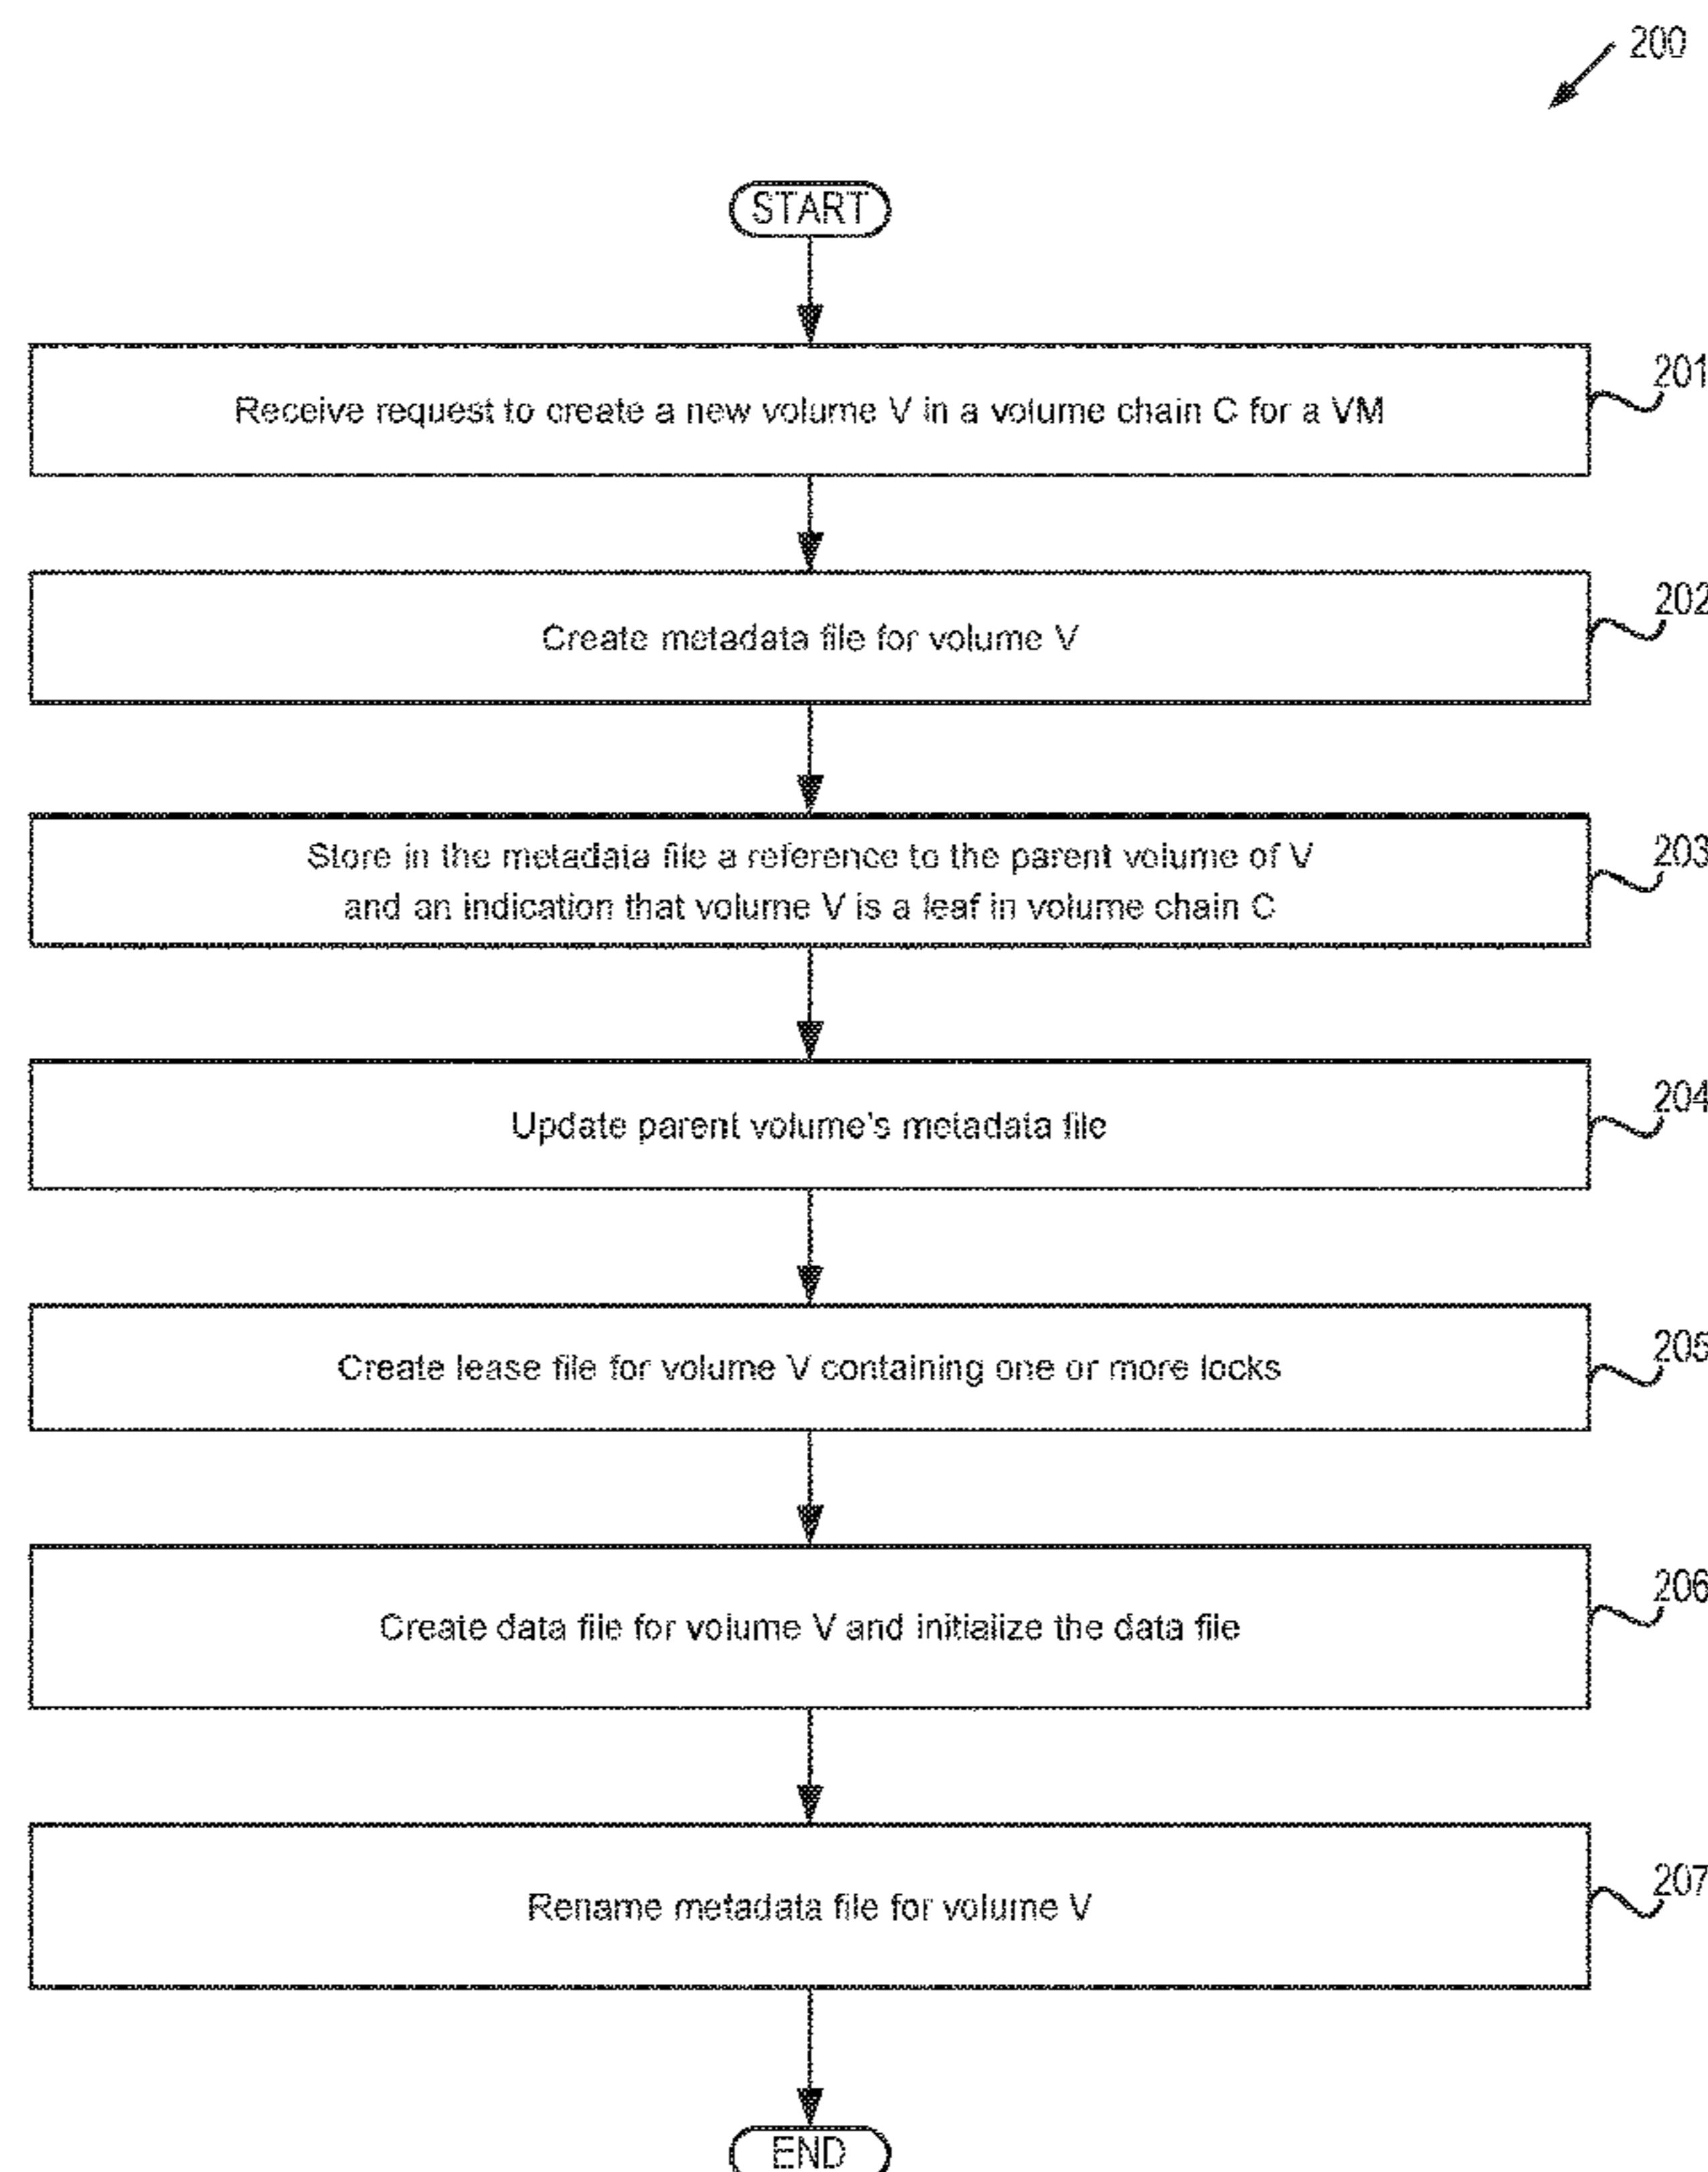 200
START
201
Receive request to create a new volume V in a volume chain C for a VM
202
Create metadata file for volume V
203
Store in the metadata file a reference to the parent volume of V
and an indication that volume V is a leaf in volume chain C
204
Update parent volume's metadata file
205
Create lease file for volume V containing one or more locks
206
Create data file for volume V and initialize the data file
207
Rename metadata file for volume V
END